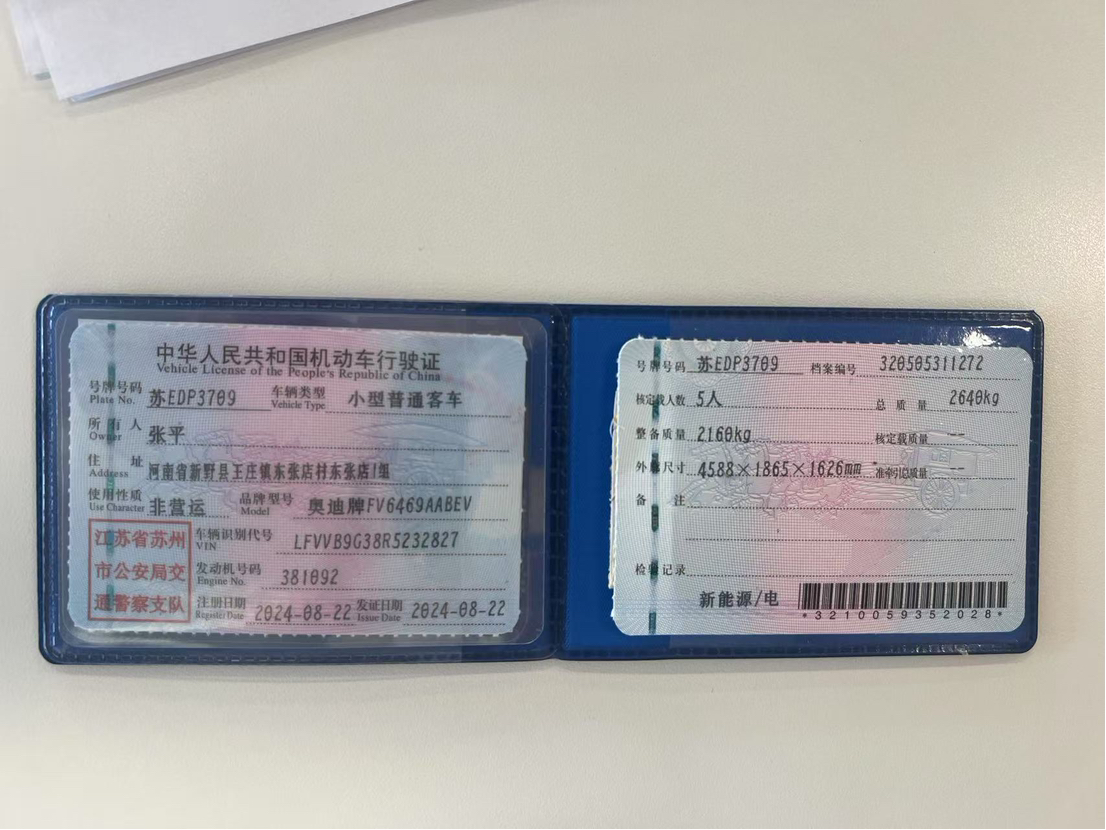 中华人民共和国机动车行驶证
Vehicle License of the People's Republic of China
号牌号码 Plate No. 苏EDP3709 车辆类型 Vehicle Type 小型普通客车
所有人 Owner 张平
住址 Address 河南省新野县王庄镇东张店村东张店1组
使用性质 Use Character 非营运 品牌型号 Model 奥迪牌FV6469AABEV
江苏省苏州
市公安局交
通警察支队
车辆识别代号 VIN LFVVB9G38R5232827
发动机号码 Engine No. 3B1092
注册日期 Register Date 2024-08-22 发证日期 Issue Date 2024-08-22
号牌号码 苏EDP3709 档案编号 320505311272
核定载人数 5人 总质量 2640kg
整备质量 2160kg 核定载质量 --
外廓尺寸 4588×1865×1626mm 准牵引总质量 --
备注
检验记录
新能源/电
*3210059352028*